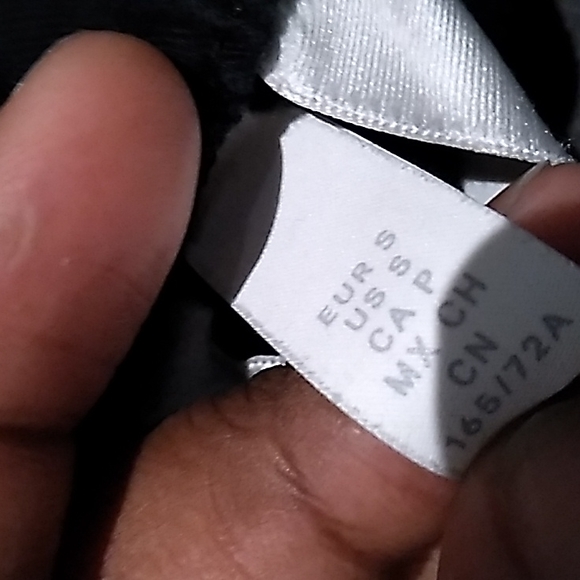 EUR S
US S
CA P
MX CH
CN
165/72A